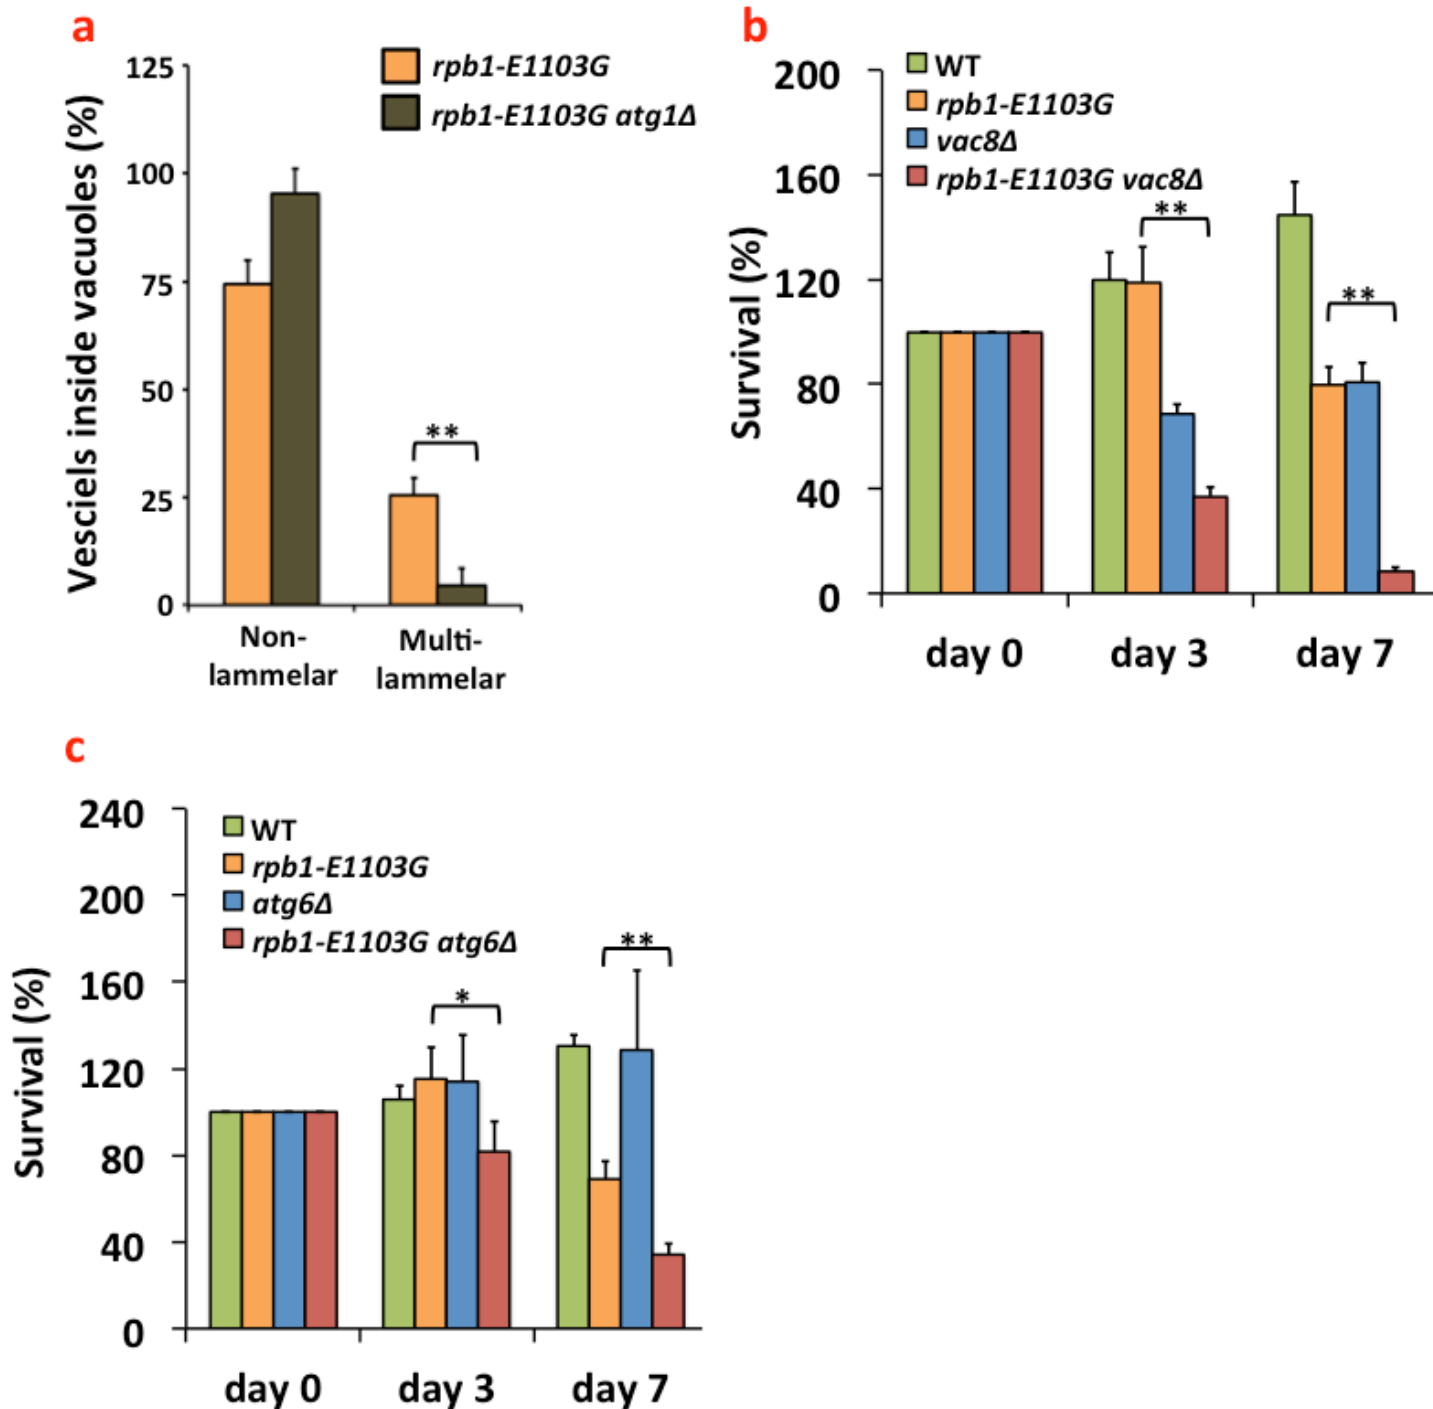 a
rpb1-E1103G
rpb1-E1103G atg1Δ
Vesciels inside vacuoles (%)
125
100
75
50
25
0
**
Non-
lammelar
Multi-
lammelar
b
WT
rpb1-E1103G
vac8Δ
rpb1-E1103G vac8Δ
Survival (%)
200
160
120
80
40
0
**
**
day 0
day 3
day 7
c
WT
rpb1-E1103G
atg6Δ
rpb1-E1103G atg6Δ
Survival (%)
240
200
160
120
80
40
0
*
**
day 0
day 3
day 7